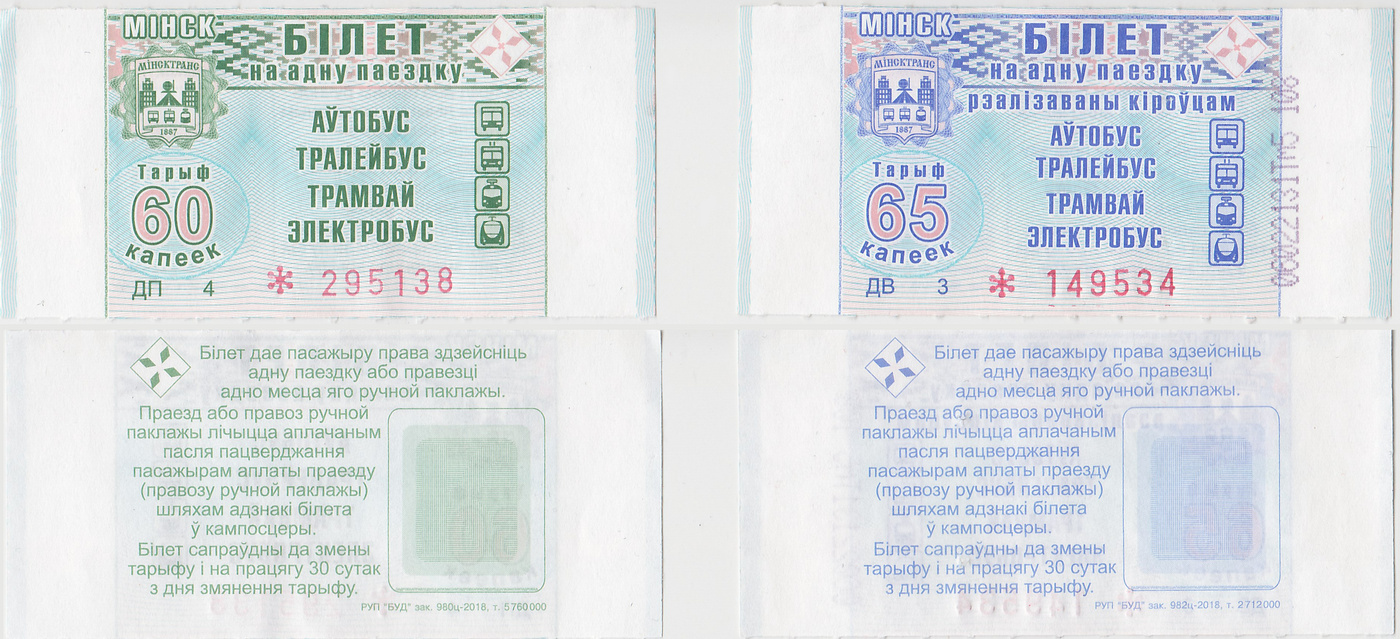 МІНСК
БІЛЕТ
на адну паездку
МІНСКТРАНС
1887
АЎТОБУС
ТРАЛЕЙБУС
ТРАМВАЙ
ЭЛЕКТРОБУС
Тарыф
60
капеек
ДП 4 * 295138
МІНСК
БІЛЕТ
на адну паездку
рэалізаваны кіроўцам
МІНСКТРАНС
1887
АЎТОБУС
ТРАЛЕЙБУС
ТРАМВАЙ
ЭЛЕКТРОБУС
Тарыф
65
капеек
ДВ 3 * 149534
Білет дае пасажыру права здзейсніць
адну паездку або правезці
адно месца яго ручной паклажы.
Праезд або правоз ручной
паклажы лічыцца аплачаным
пасля пацверджання
пасажырам аплаты праезду
(правозу ручной паклажы)
шляхам адзнакі білета
ў кампосцеры.
Білет сапраўдны да змены
тарыфу і на працягу 30 сутак
з дня змянення тарыфу.
РУП "БУД" зак. 980ц-2018, т. 5760000
Білет дае пасажыру права здзейсніць
адну паездку або правезці
адно месца яго ручной паклажы.
Праезд або правоз ручной
паклажы лічыцца аплачаным
пасля пацверджання
пасажырам аплаты праезду
(правозу ручной паклажы)
шляхам адзнакі білета
ў кампосцеры.
Білет сапраўдны да змены
тарыфу і на працягу 30 сутак
з дня змянення тарыфу.
РУП "БУД" зак. 982ц-2018, т. 2712000